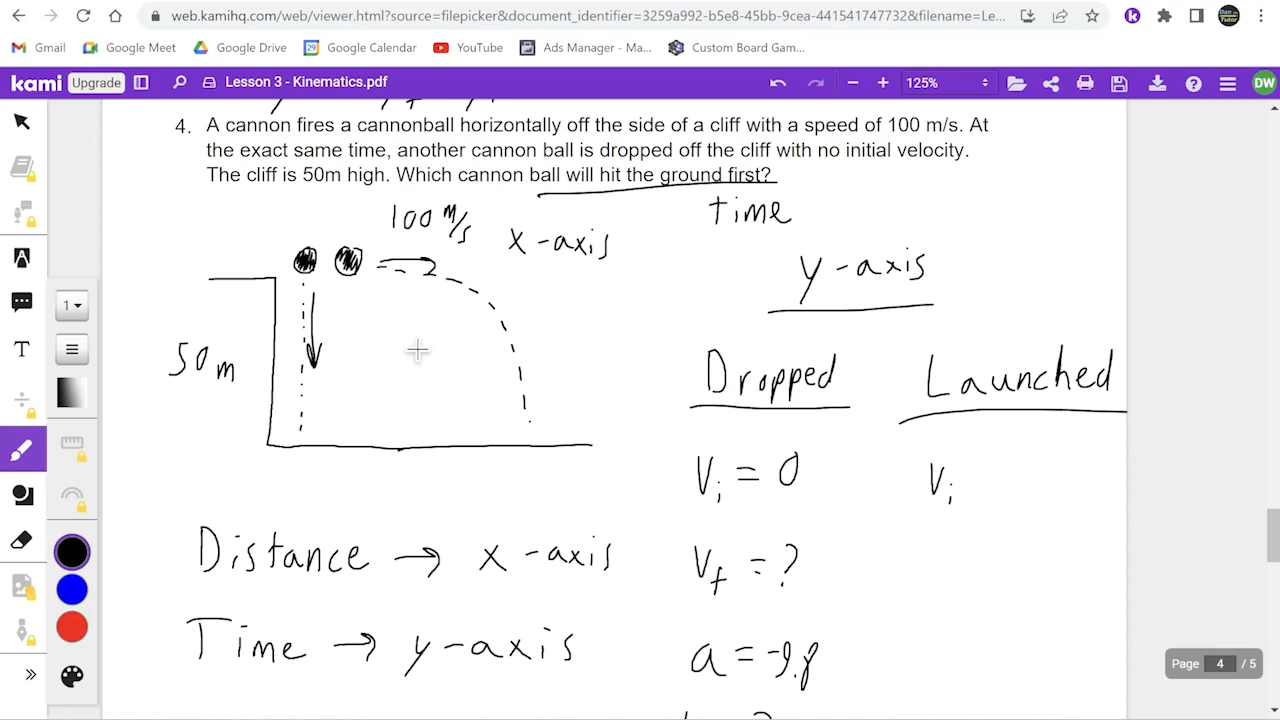 web.kamihq.com/web/viewer.html?source=filepicker&document_identifier=3259a992-b5e8-45bb-9cea-441541747732&filename=Le...
Gmail Google Meet Google Drive Google Calendar YouTube Ads Manager - Ma... Custom Board Gam...
kami Upgrade Lesson 3 - Kinematics.pdf 125% DW
4. A cannon fires a cannonball horizontally off the side of a cliff with a speed of 100 m/s. At
the exact same time, another cannon ball is dropped off the cliff with no initial velocity.
The cliff is 50m high. Which cannon ball will hit the ground first?
100 m/s x-axis time
y-axis
50m
Dropped Launched
Vi = 0 Vi
Distance → x-axis Vf = ?
Time → y-axis a = -9.8
1
T
Page 4 / 5